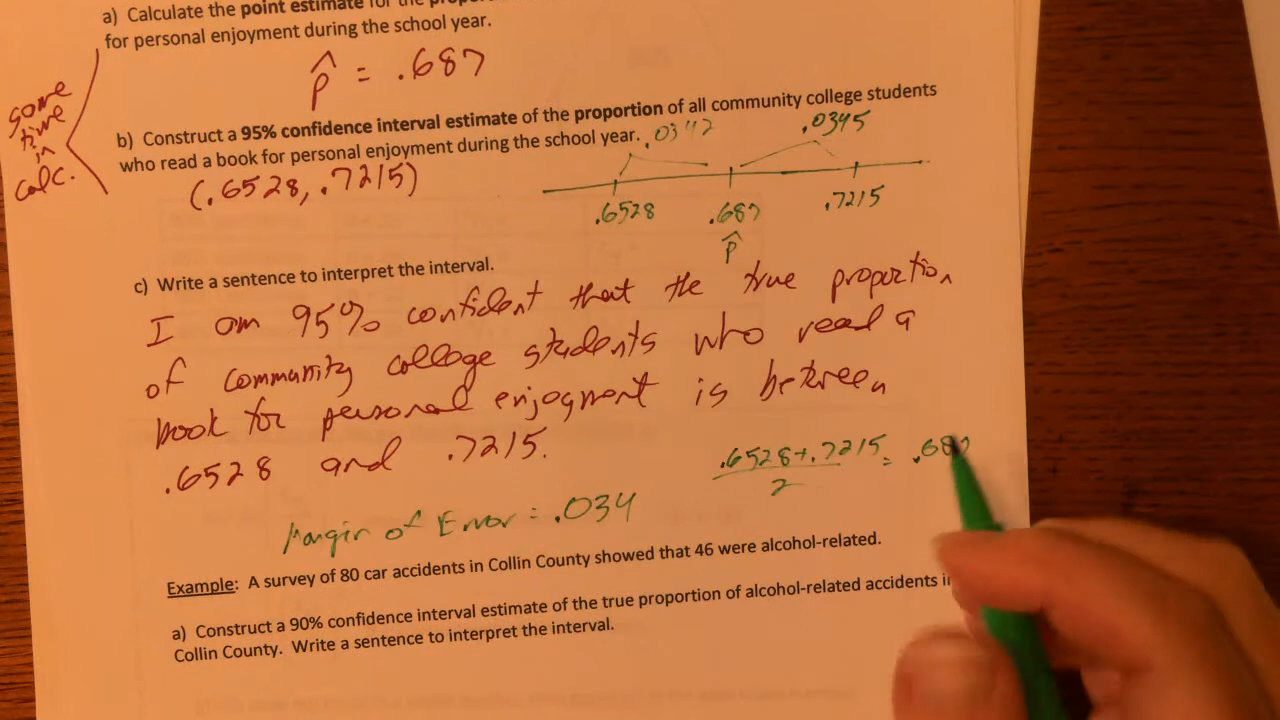 a) Calculate the point estimate for the
for personal enjoyment during the school year.
p̂ = .687
some
time
in
calc.
b) Construct a 95% confidence interval estimate of the proportion of all community college students
who read a book for personal enjoyment during the school year.
.0342
.0345
(.6528, .7215)
.6528
.687
.7215
p̂
c) Write a sentence to interpret the interval.
I am 95% confident that the true proportion
of community college students who read a
book for personal enjoyment is between
.6528 and .7215.
.6528+.7215 = .687
2
Margin of Error = .034
Example: A survey of 80 car accidents in Collin County showed that 46 were alcohol-related.
a) Construct a 90% confidence interval estimate of the true proportion of alcohol-related accidents
Collin County. Write a sentence to interpret the interval.